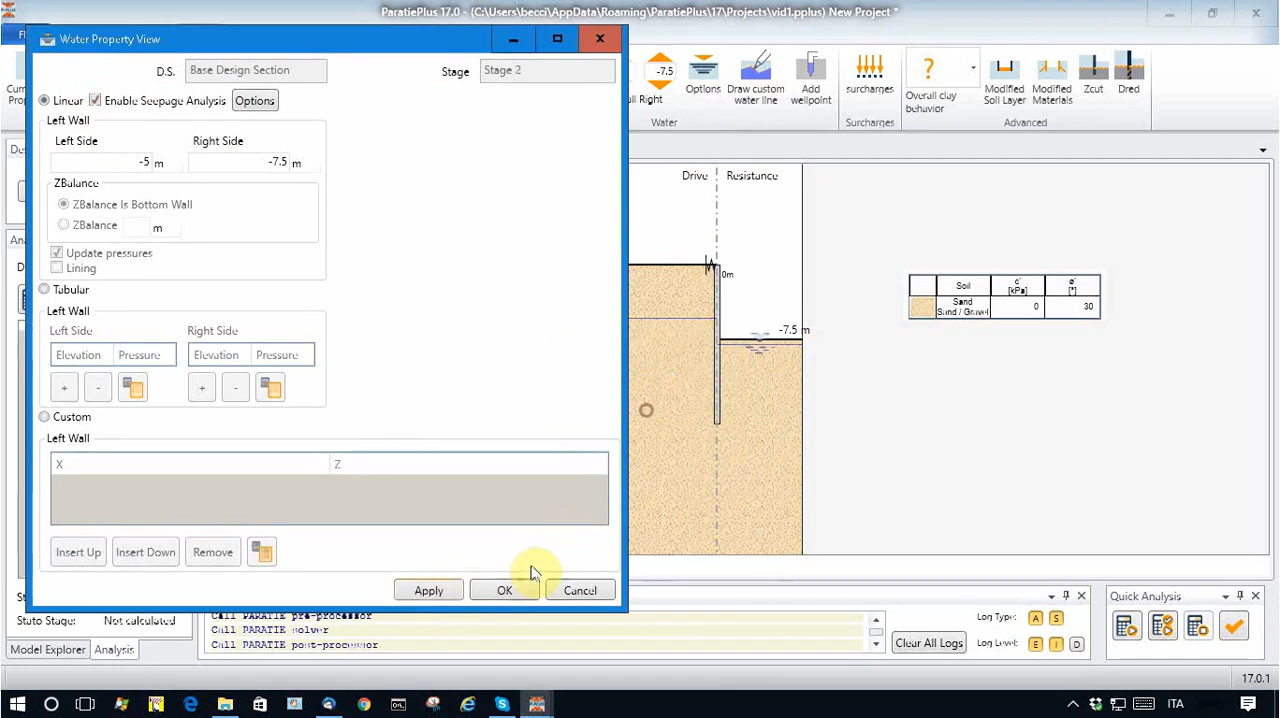 ParatiePlus 17.0 - (C:\Users\becci\AppData\Roaming\ParatiePlus\17\Projects\vid1.pplus) New Project *
Water Property View
D.S. Base Design Section Stage Stage 2
Linear Enable Seepage Analysis Options
Left Wall
Left Side Right Side
-5 m -7.5 m
ZBalance
ZBalance Is Bottom Wall
ZBalance m
Update pressures
Lining
Tabular
Left Wall
Left Side Right Side
Elevation Pressure Elevation Pressure
+ - + -
Custom
Left Wall
X Z
Insert Up Insert Down Remove
Apply OK Cancel
-7.5
Right
Options
Draw custom water line
Add wellpoint
Water
surcharges
Surcharges
?
Overall clay behavior
Modified Soil Layer
Modified Materials
Zcut
Dred
Advanced
Drive Resistance
0m
-7.5 m
Soil c' [kPa] ø' [°]
Sand Sand / Gravel 0 30
Stato Stage: Not calculated
Model Explorer Analysis
Call PARATIE pre-processor
Call PARATIE solver
Call PARATIE post-processor
Clear All Logs
Log Type: A S
Log Level: E I D
Quick Analysis
17.0.1
ITA